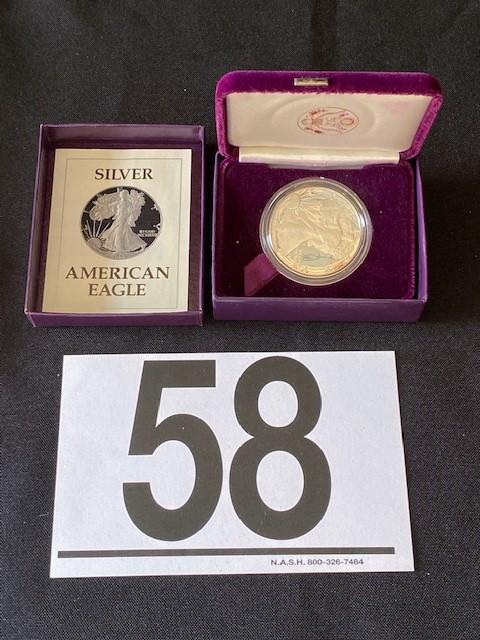 SILVER
AMERICAN
EAGLE
58
N.A.S.H. 800-326-7484